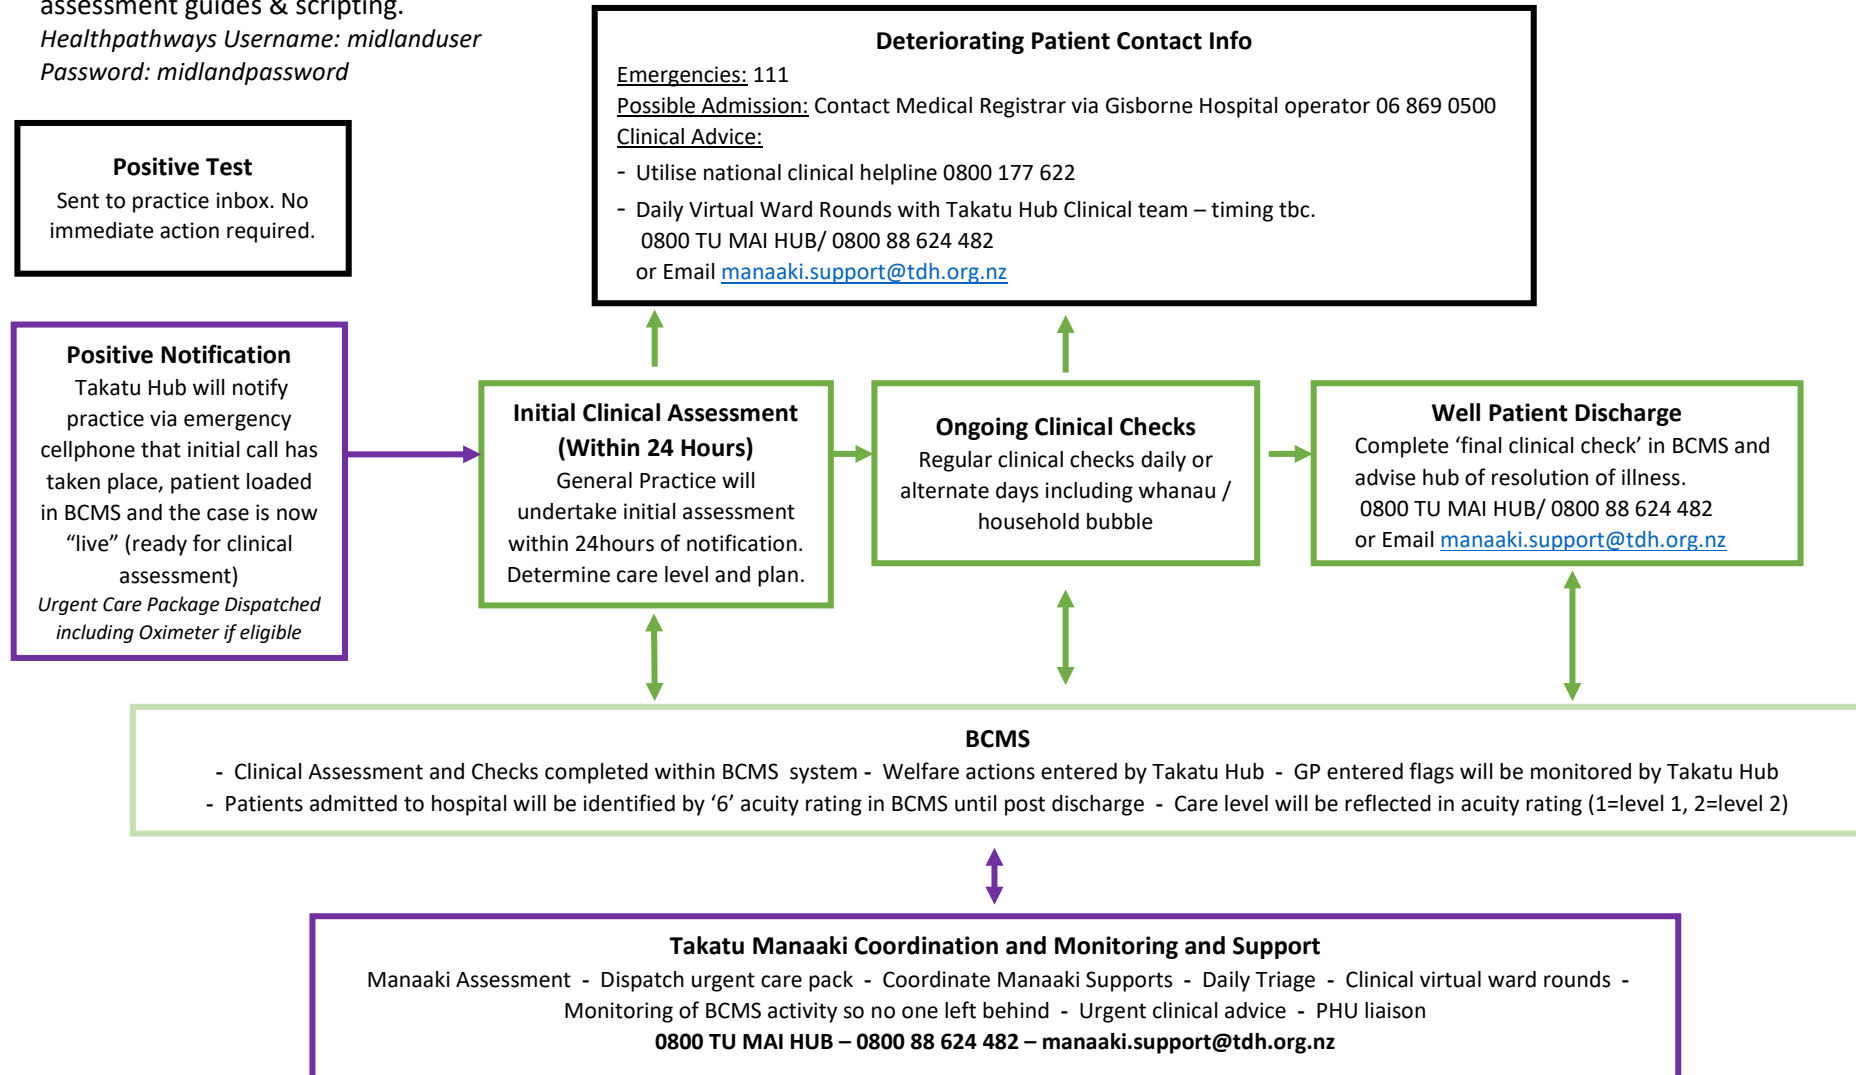 assessment guides & scripting.
Healthpathways Username: midlanduser
Password: midlandpassword
Deteriorating Patient Contact Info
Emergencies: 111
Possible Admission: Contact Medical Registrar via Gisborne Hospital operator 06 869 0500
Clinical Advice:
- Utilise national clinical helpline 0800 177 622
- Daily Virtual Ward Rounds with Takatu Hub Clinical team – timing tbc.
0800 TU MAI HUB/ 0800 88 624 482
or Email manaaki.support@tdh.org.nz
Positive Test
Sent to practice inbox. No
immediate action required.
Positive Notification
Takatu Hub will notify
practice via emergency
cellphone that initial call has
taken place, patient loaded
in BCMS and the case is now
“live” (ready for clinical
assessment)
Urgent Care Package Dispatched
including Oximeter if eligible
Initial Clinical Assessment
(Within 24 Hours)
General Practice will
undertake initial assessment
within 24hours of notification.
Determine care level and plan.
Ongoing Clinical Checks
Regular clinical checks daily or
alternate days including whanau /
household bubble
Well Patient Discharge
Complete ‘final clinical check’ in BCMS and
advise hub of resolution of illness.
0800 TU MAI HUB/ 0800 88 624 482
or Email manaaki.support@tdh.org.nz
BCMS
- Clinical Assessment and Checks completed within BCMS system - Welfare actions entered by Takatu Hub - GP entered flags will be monitored by Takatu Hub
- Patients admitted to hospital will be identified by ‘6’ acuity rating in BCMS until post discharge - Care level will be reflected in acuity rating (1=level 1, 2=level 2)
Takatu Manaaki Coordination and Monitoring and Support
Manaaki Assessment - Dispatch urgent care pack - Coordinate Manaaki Supports - Daily Triage - Clinical virtual ward rounds -
Monitoring of BCMS activity so no one left behind - Urgent clinical advice - PHU liaison
0800 TU MAI HUB – 0800 88 624 482 – manaaki.support@tdh.org.nz